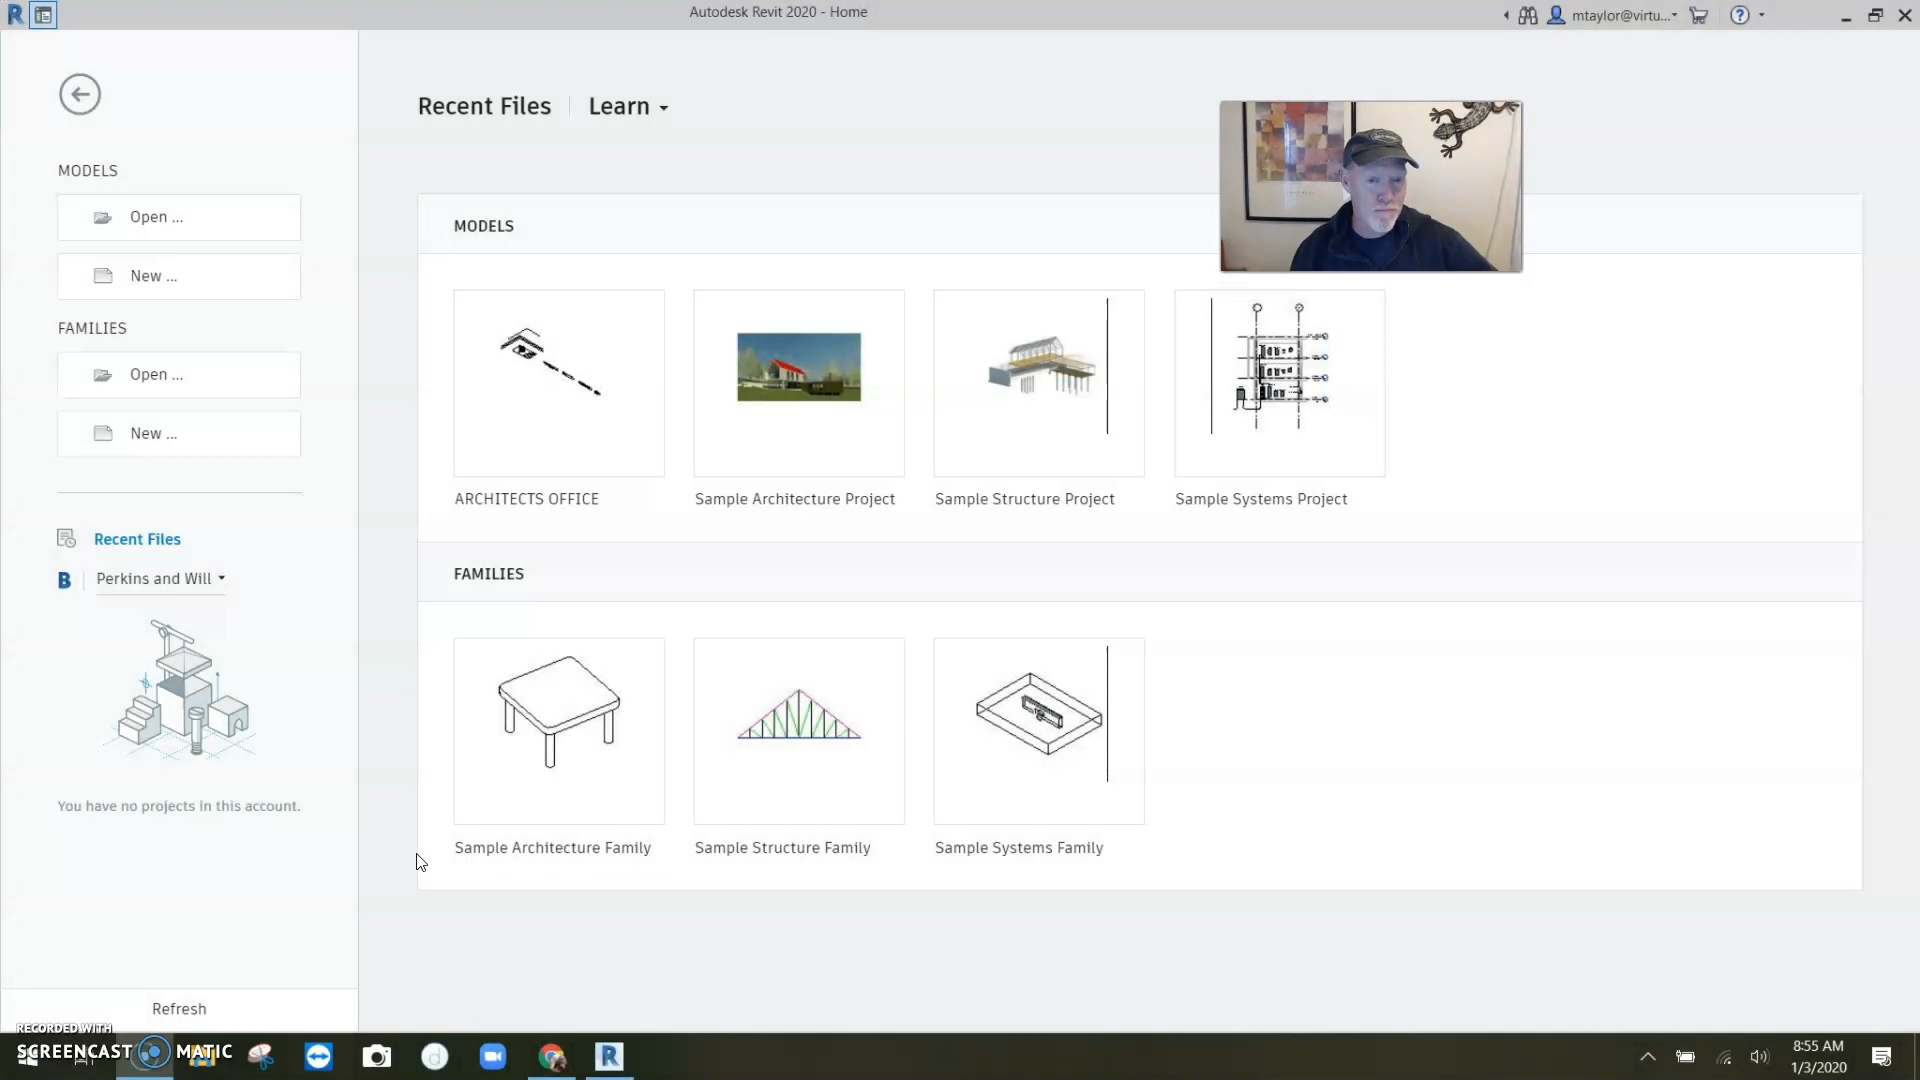 Autodesk Revit 2020 - Home
mtaylor@virtu...
Recent Files
Learn
MODELS
Open ...
New ...
FAMILIES
Open ...
New ...
Recent Files
B
Perkins and Will
You have no projects in this account.
Refresh
MODELS
ARCHITECTS OFFICE
Sample Architecture Project
Sample Structure Project
Sample Systems Project
FAMILIES
Sample Architecture Family
Sample Structure Family
Sample Systems Family
RECORDED WITH
SCREENCAST MATIC
8:55 AM
1/3/2020